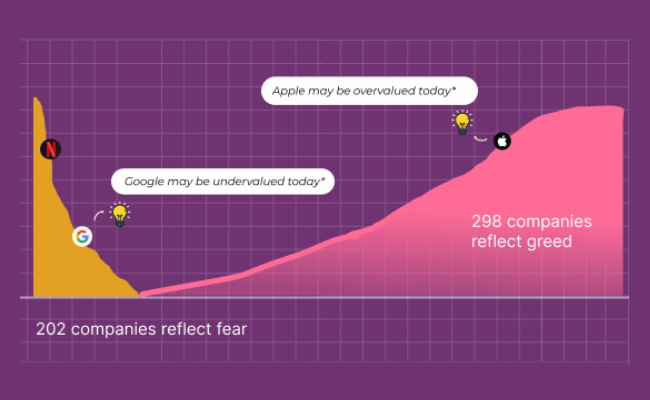 Apple may be overvalued today*
Google may be undervalued today*
298 companies
reflect greed
202 companies reflect fear